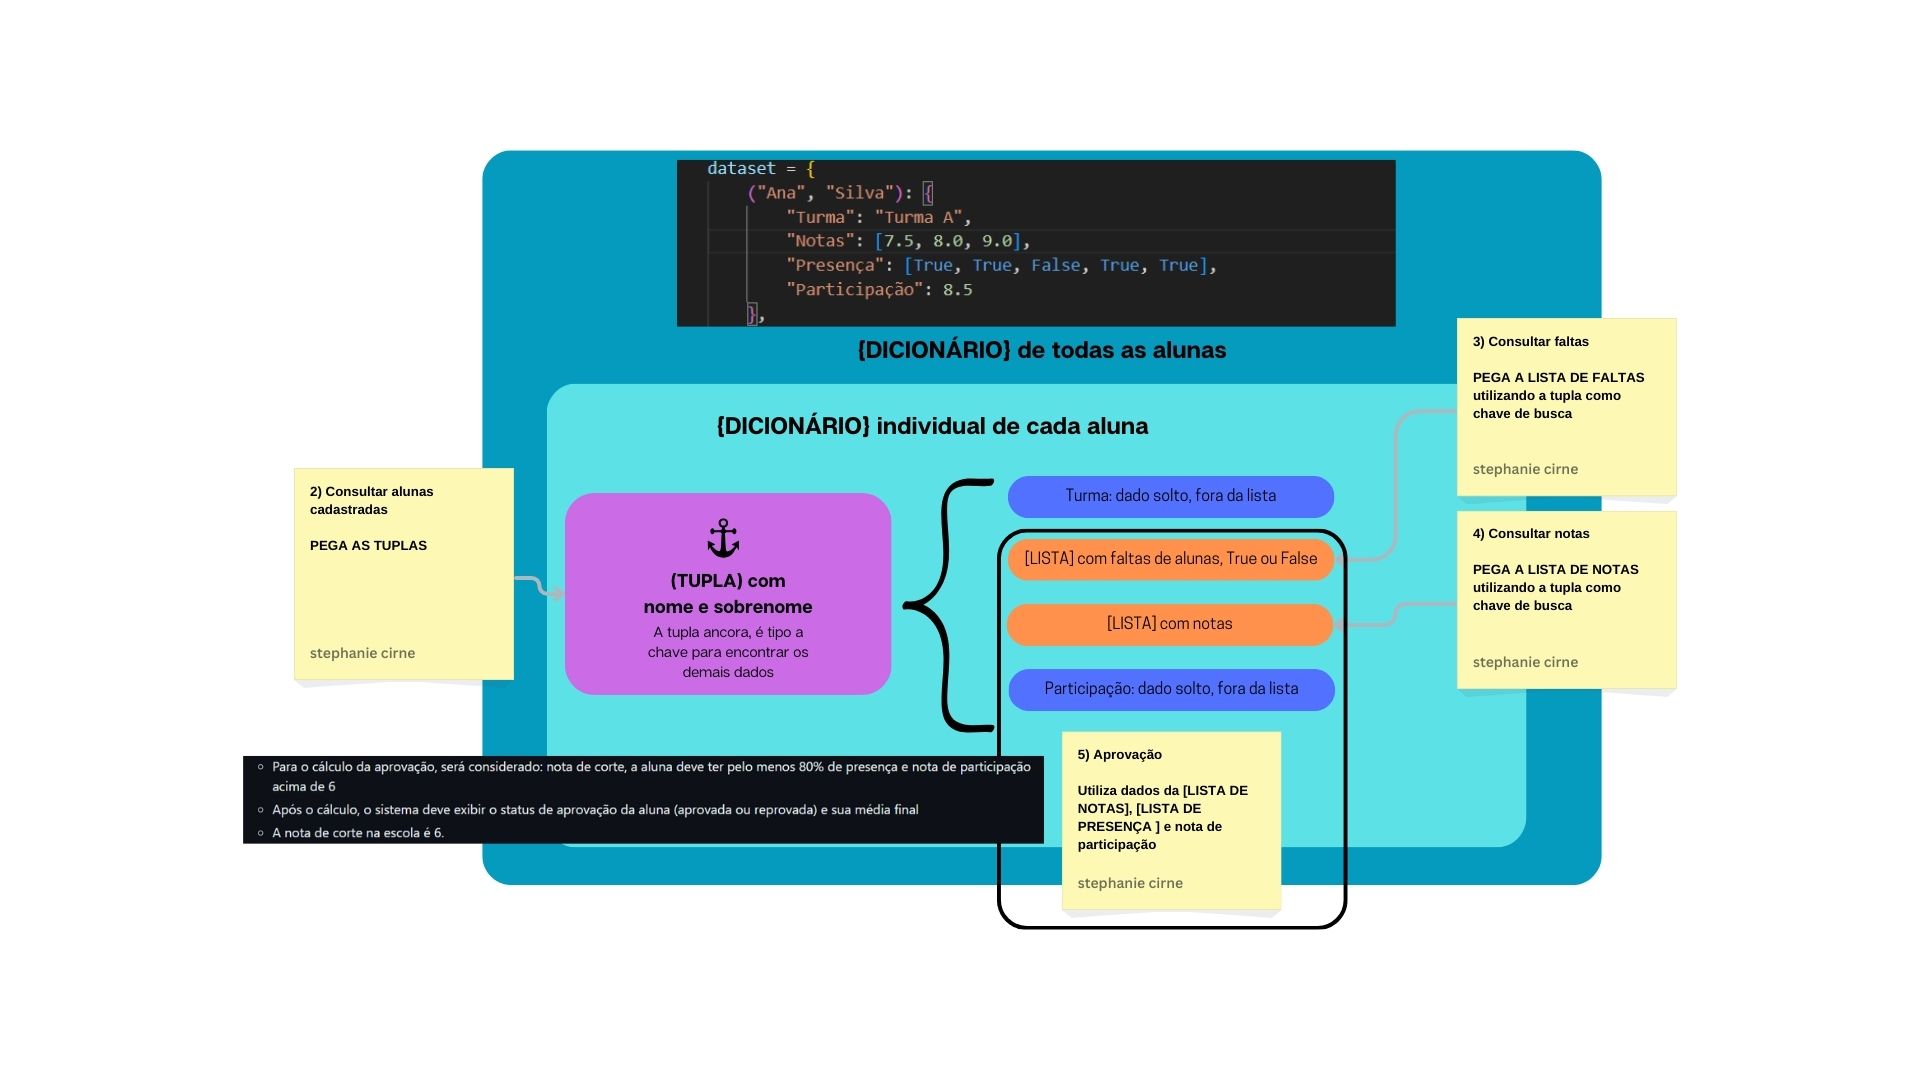 dataset = {
("Ana", "Silva"): {
"Turma": "Turma A",
"Notas": [7.5, 8.0, 9.0],
"Presença": [True, True, False, True, True],
"Participação": 8.5
},
{DICIONÁRIO} de todas as alunas
{DICIONÁRIO} individual de cada aluna
2) Consultar alunas
cadastradas
PEGA AS TUPLAS
stephanie cirne
(TUPLA) com
nome e sobrenome
A tupla ancora, é tipo a
chave para encontrar os
demais dados
Turma: dado solto, fora da lista
[LISTA] com faltas de alunas, True ou False
[LISTA] com notas
Participação: dado solto, fora da lista
3) Consultar faltas
PEGA A LISTA DE FALTAS
utilizando a tupla como
chave de busca
stephanie cirne
4) Consultar notas
PEGA A LISTA DE NOTAS
utilizando a tupla como
chave de busca
stephanie cirne
Para o cálculo da aprovação, será considerado: nota de corte, a aluna deve ter pelo menos 80% de presença e nota de participação
acima de 6
Após o cálculo, o sistema deve exibir o status de aprovação da aluna (aprovada ou reprovada) e sua média final
A nota de corte na escola é 6.
5) Aprovação
Utiliza dados da [LISTA DE
NOTAS], [LISTA DE
PRESENÇA ] e nota de
participação
stephanie cirne